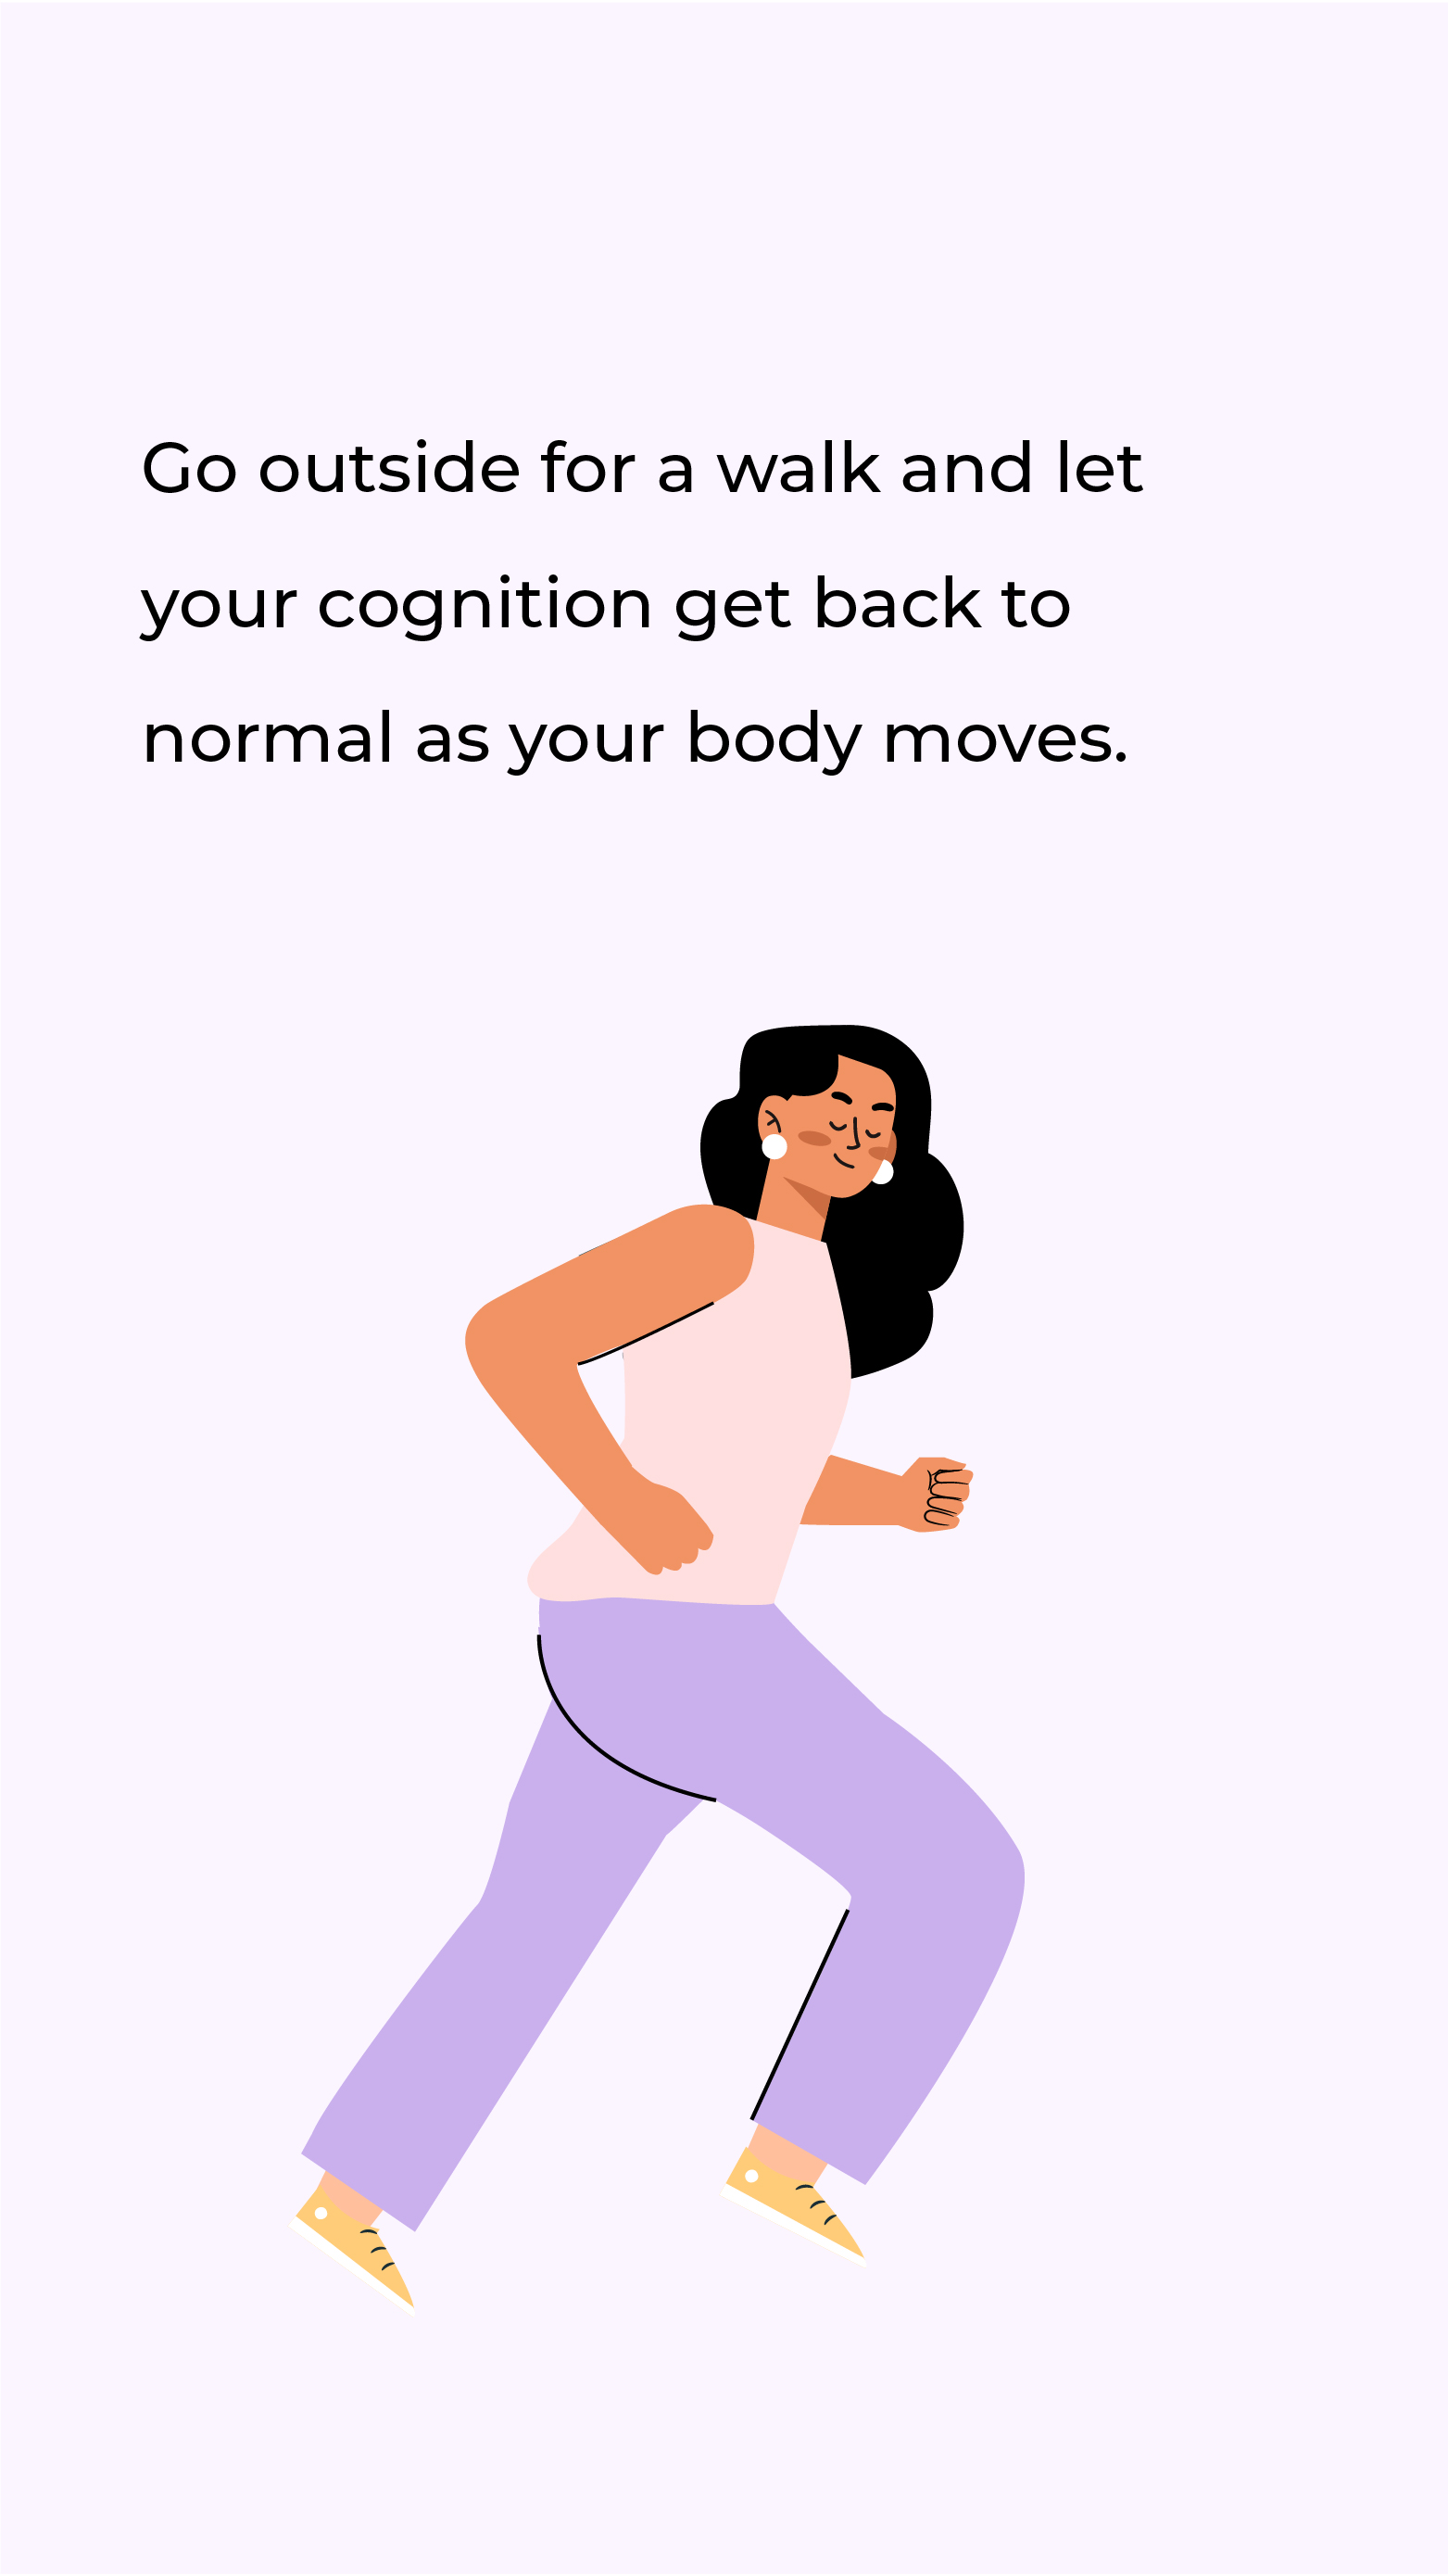 Go outside for a walk and let
your cognition get back to
normal as your body moves.